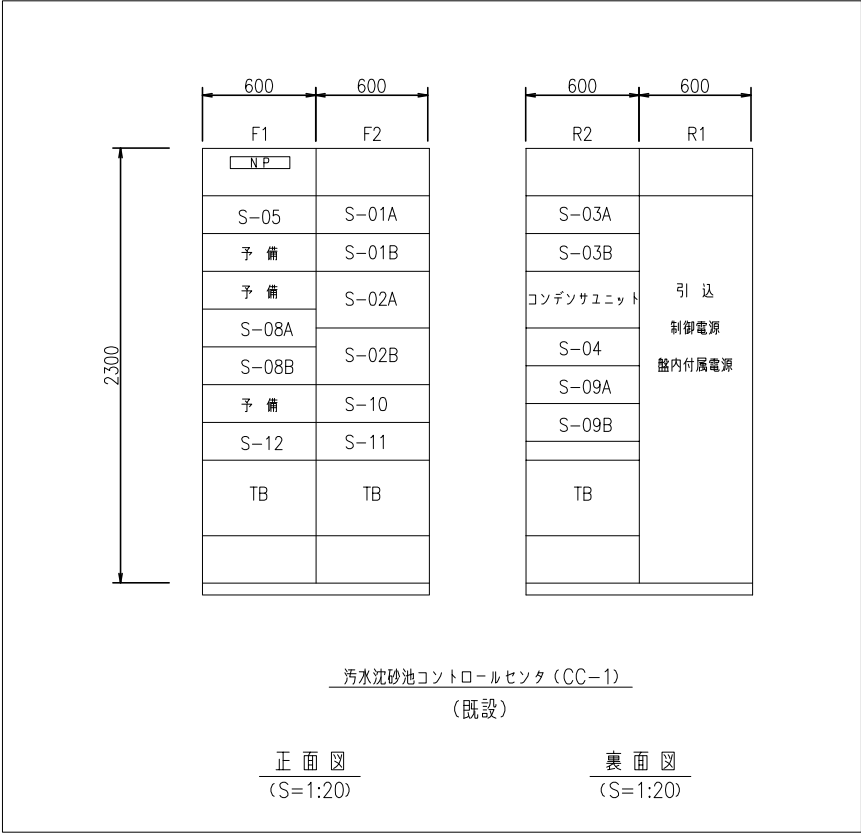 600 600 600 600
F1 F2 R2 R1
NP
S-05 S-01A S-03A
予備 S-01B S-03B
予備 S-02A コンデンサユニット 引込
S-08A 制御電源
S-08B S-02B S-04 盤内付属電源
S-09A
予備 S-10 S-09B
S-12 S-11
TB TB TB
2300
汚水沈砂池コントロールセンタ(CC-1)
(既設)
正面図 裏面図
(S=1:20) (S=1:20)